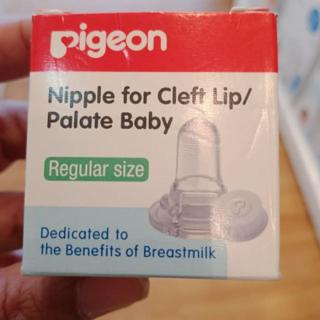 pigeon
Nipple for Cleft Lip/
Palate Baby
Regular size
Dedicated to
the Benefits of Breastmilk